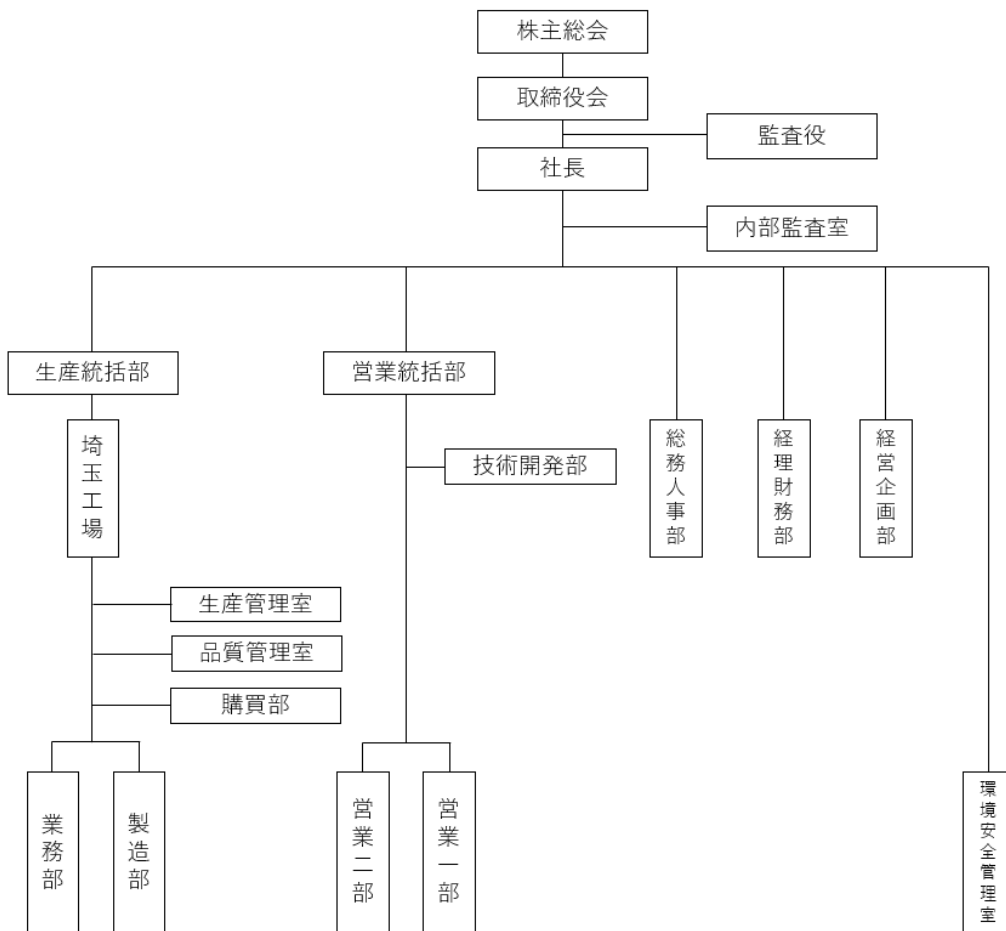 株主総会
取締役会
監査役
社長
内部監査室
生産統括部
営業統括部
埼玉工場
技術開発部
総務人事部
経理財務部
経営企画部
生産管理室
品質管理室
購買部
業務部
製造部
営業二部
営業一部
環境安全管理室